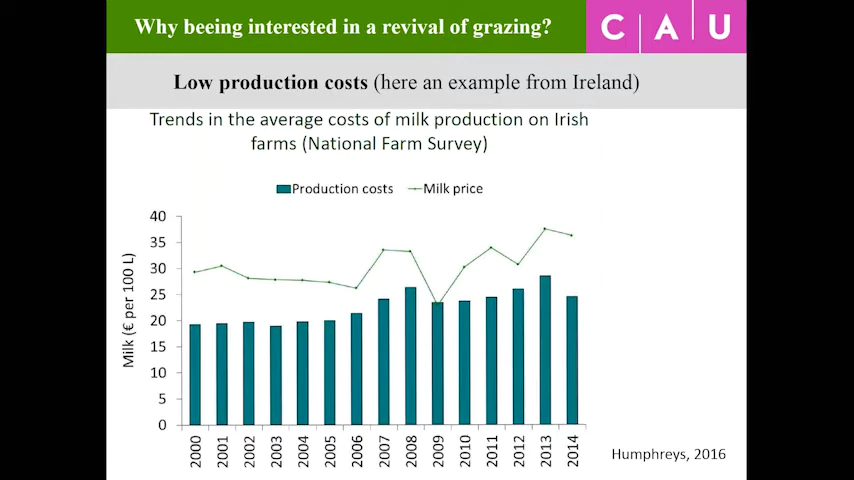 Why beeing interested in a revival of grazing?
C A U
Low production costs (here an example from Ireland)
Trends in the average costs of milk production on Irish
farms (National Farm Survey)
Production costs Milk price
Milk (€ per 100 L)
40
35
30
25
20
15
10
5
0
2000 2001 2002 2003 2004 2005 2006 2007 2008 2009 2010 2011 2012 2013 2014
Humphreys, 2016